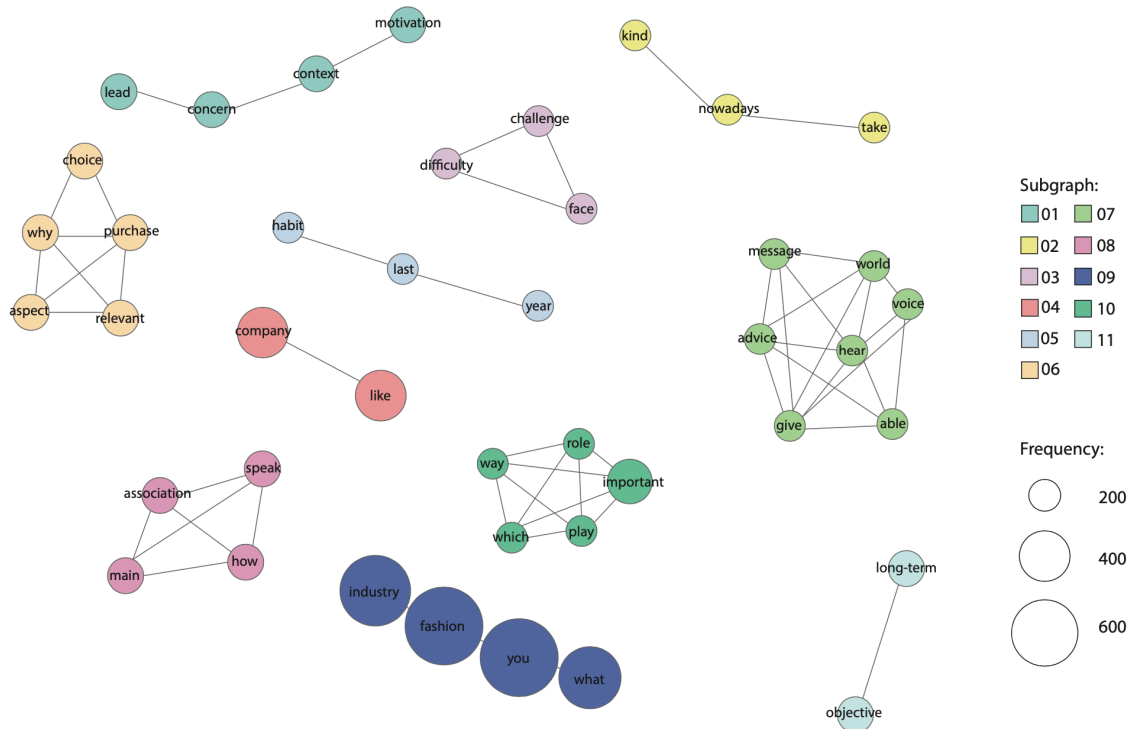 motivation
kind
context
lead
concern
nowadays
challenge
take
choice
difficulty
face
why
purchase
habit
last
year
aspect
relevant
company
like
message
world
voice
advice
hear
give
able
Subgraph:
01
07
02
08
03
09
04
10
05
11
06
speak
association
main
how
way
role
important
which
play
Frequency:
200
400
600
industry
fashion
you
what
long-term
objective